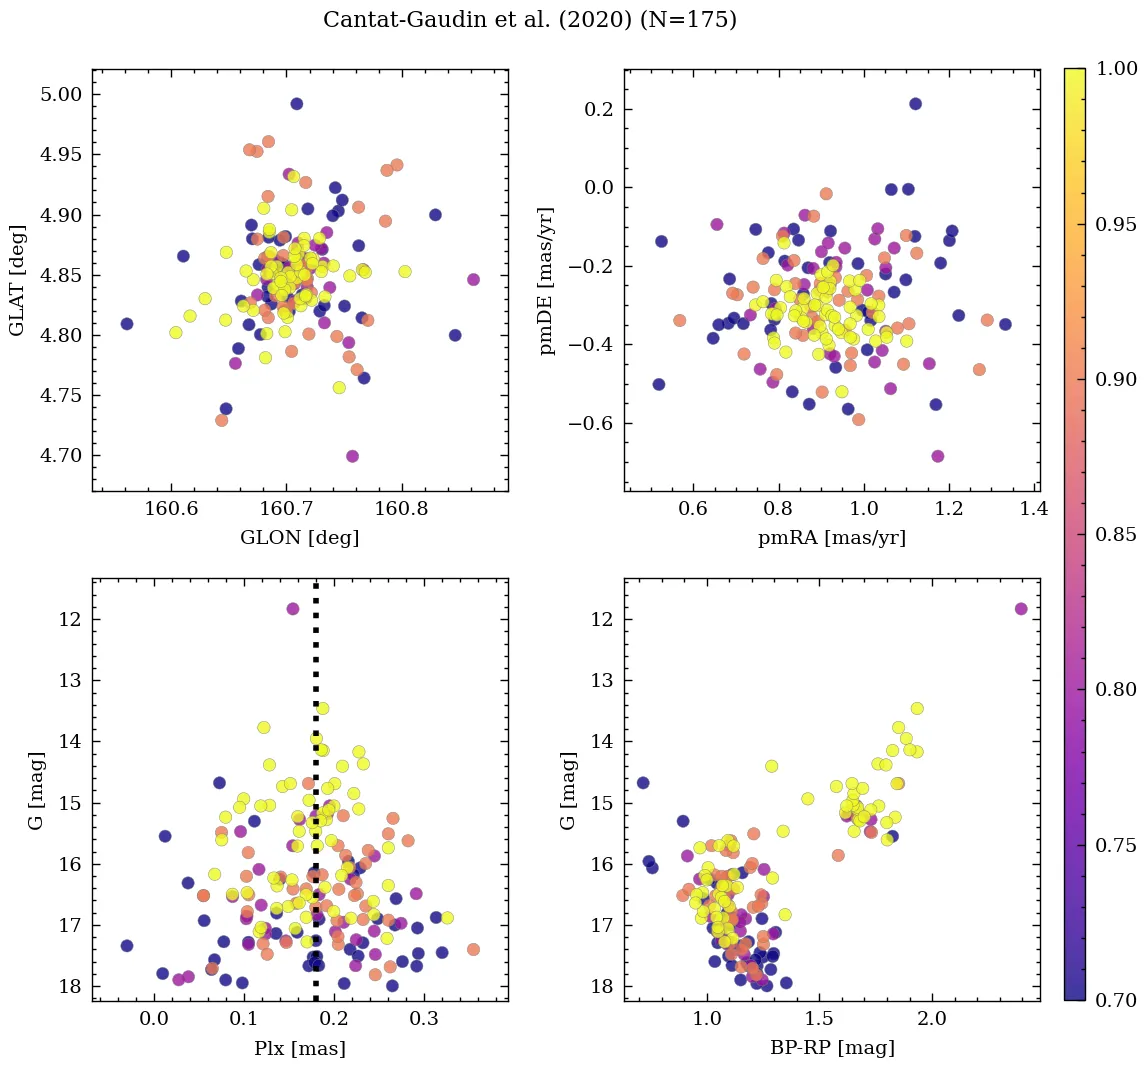 Cantat-Gaudin et al. (2020) (N=175)
5.00
4.95
4.90
4.85
4.80
4.75
4.70
GLAT [deg]
160.6 160.7 160.8
GLON [deg]
0.2
0.0
−0.2
−0.4
−0.6
pmDE [mas/yr]
0.6 0.8 1.0 1.2 1.4
pmRA [mas/yr]
12
13
14
15
16
17
18
G [mag]
0.0 0.1 0.2 0.3
Plx [mas]
12
13
14
15
16
17
18
G [mag]
1.0 1.5 2.0
BP-RP [mag]
1.00
0.95
0.90
0.85
0.80
0.75
0.70